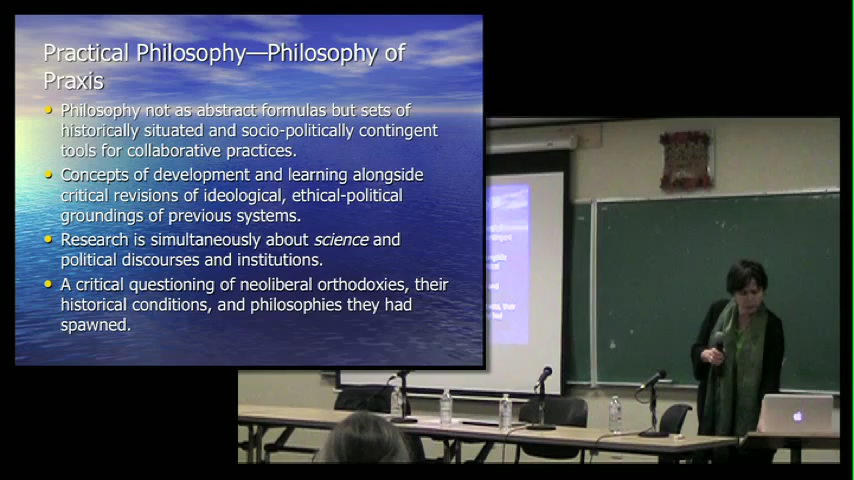 Practical Philosophy—Philosophy of
Praxis
• Philosophy not as abstract formulas but sets of
historically situated and socio-politically contingent
tools for collaborative practices.
• Concepts of development and learning alongside
critical revisions of ideological, ethical-political
groundings of previous systems.
• Research is simultaneously about science and
political discourses and institutions.
• A critical questioning of neoliberal orthodoxies, their
historical conditions, and philosophies they had
spawned.